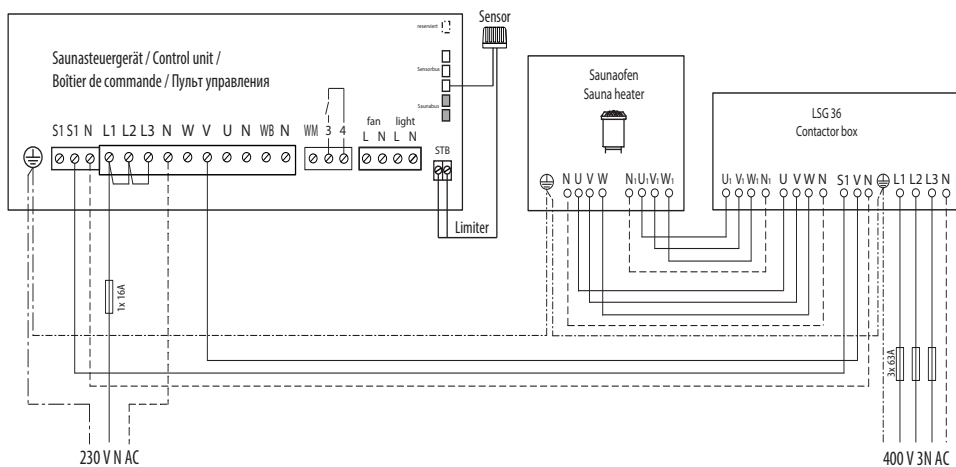 reserviert
Sensor
Saunasteuergerät / Control unit /
Boîtier de commande / Пульт управления
Sensorbus
Saunabus
S1 S1 N L1 L2 L3 N W V U N WB N WM 3 4
fan light
L N L N
STB
Limiter
Saunaofen
Sauna heater
N U V W N1 U1 V1 W1
LSG 36
Contactor box
U1 V1 W1 N1 U V W N S1 V N L1 L2 L3 N
1x 16A
3x 63A
230 V N AC
400 V 3N AC